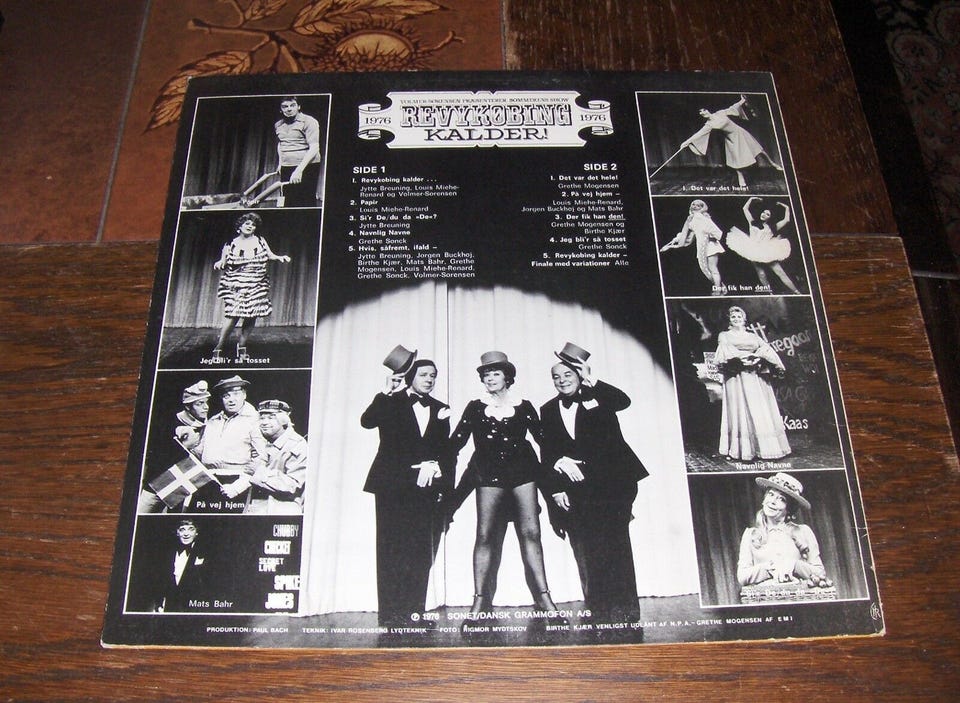 VOLMER-SØRENSEN PRÆSENTERER SOMMERENS SHOW
1976 REVYKØBING 1976
KALDER!
SIDE 1
1. Revykøbing kalder . . .
Jytte Breuning, Louis Miehe-
Renard og Volmer-Sørensen
2. Papir
Louis Miehe-Renard
3. Si'r De/du da »De«?
Jytte Breuning
4. Navnlig Navne
Grethe Sonck
5. Hvis, såfremt, ifald –
Jytte Breuning, Jørgen Buckhøj,
Birthe Kjær, Mats Bahr, Grethe
Mogensen, Louis Miehe-Renard,
Grethe Sonck, Volmer-Sørensen
SIDE 2
1. Det var det hele!
Grethe Mogensen
2. På vej hjem –
Louis Miehe-Renard,
Jørgen Buckhøj og Mats Bahr
3. Der fik han den!
Grethe Mogensen og
Birthe Kjær
4. Jeg bli'r så tosset
Grethe Sonck
5. Revykøbing kalder –
Finale med variationer Alle
Jeg bli'r så tosset
På vej hjem
CHUBBY
SECRET
LOVE
SPIKE
JONES
Mats Bahr
1. Det var det hele!
Der fik han den!
Kaas
Navnlig Navne
℗ 1976 SONET/DANSK GRAMMOFON A/S
PRODUKTION: PAUL BACH TEKNIK: IVAR ROSENBERG LYDTEKNIK FOTO: RIGMOR MYDTSKOV BIRTHE KJÆR VENLIGST UDLÅNT AF N.P.A. – GRETHE MOGENSEN AF EMI